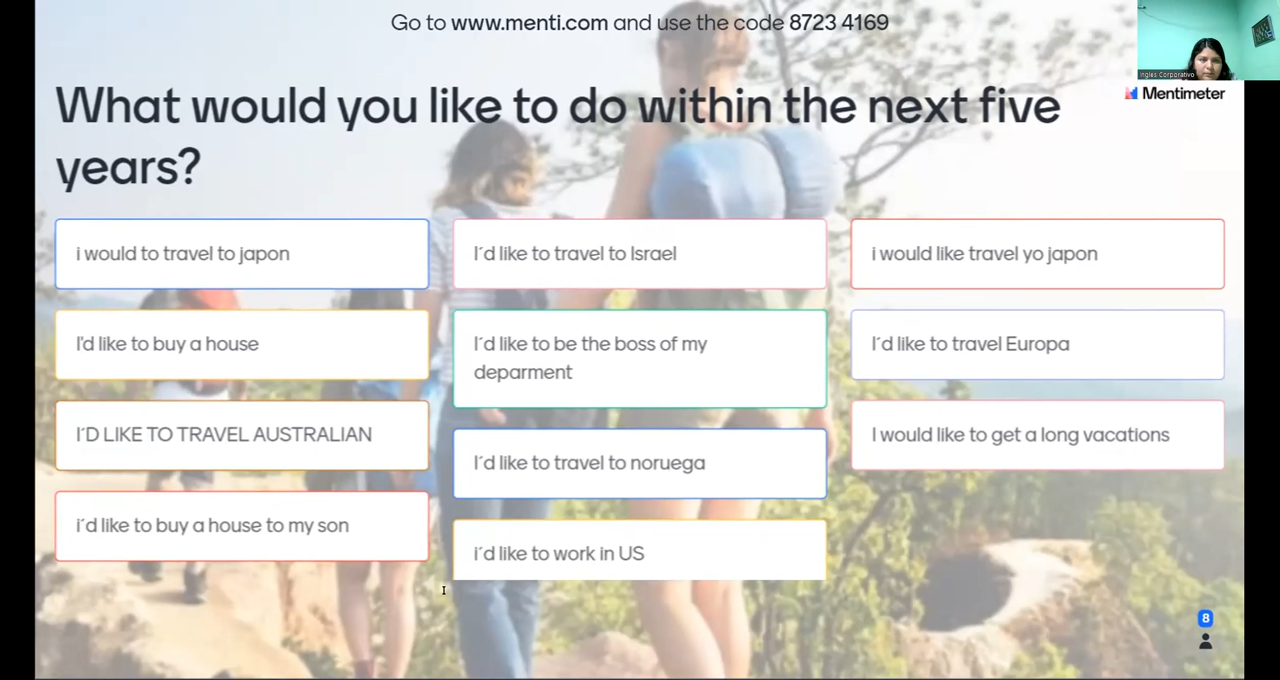 Go to www.menti.com and use the code 8723 4169
Ingles Corporativo
Mentimeter
What would you like to do within the next five
years?
i would to travel to japon
I'd like to buy a house
I´D LIKE TO TRAVEL AUSTRALIAN
i´d like to buy a house to my son
I´d like to travel to Israel
I´d like to be the boss of my
deparment
I´d like to travel to noruega
i´d like to work in US
i would like travel yo japon
I´d like to travel Europa
I would like to get a long vacations
8